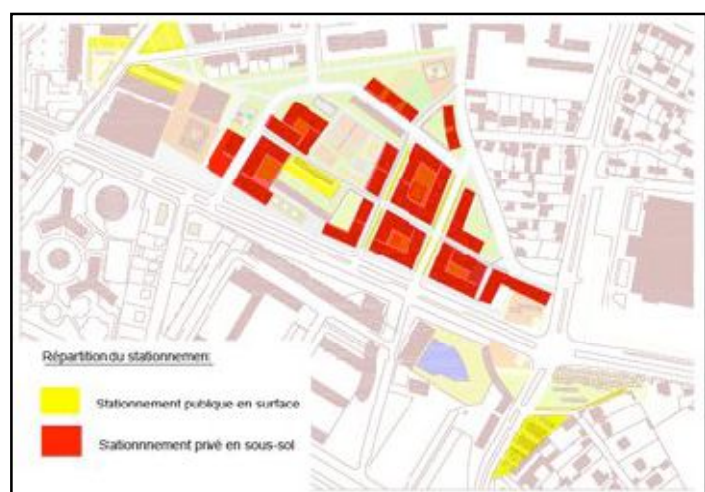 Répartition du stationnemen:
Stationnement publique en surface
Stationnnement privé en sous-sol